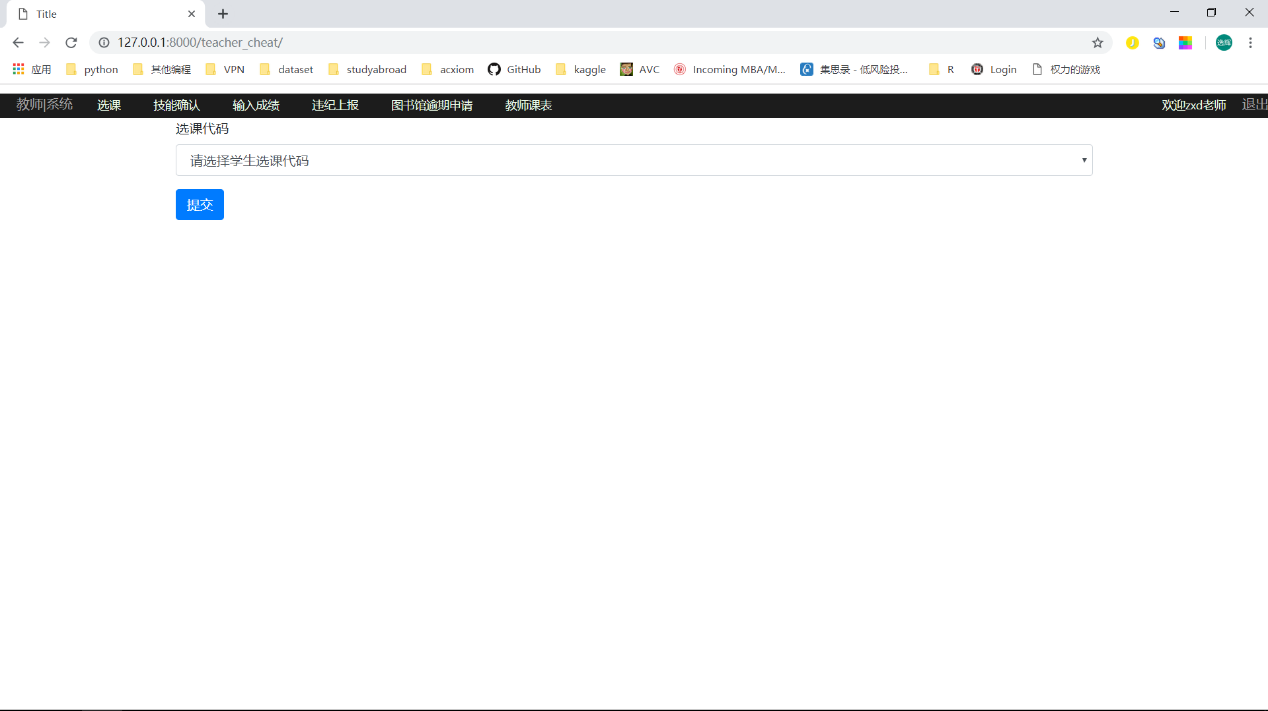 Title
127.0.0.1:8000/teacher_cheat/
应用 python 其他编程 VPN dataset studyabroad acxiom GitHub kaggle AVC Incoming MBA/M... 集思录 - 低风险投... R Login 权力的游戏
教师|系统 选课 技能确认 输入成绩 违纪上报 图书馆逾期申请 教师课表 欢迎zxd老师 退出
选课代码
请选择学生选课代码
提交